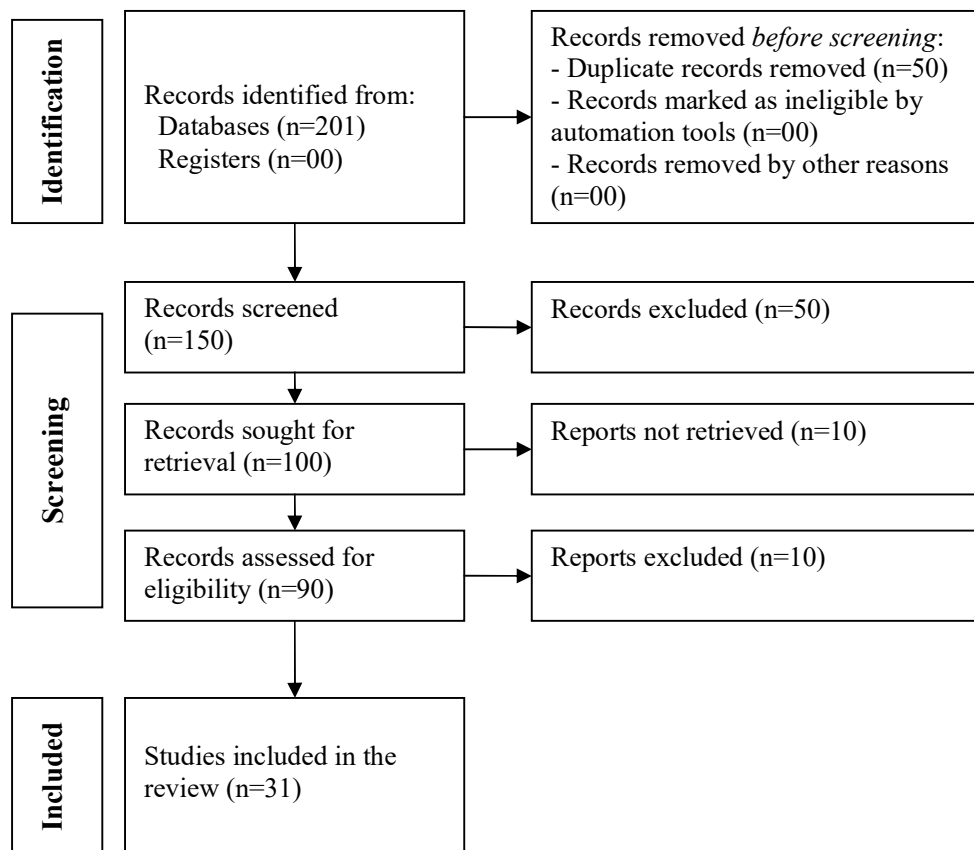 Identification
Records identified from:
Databases (n=201)
Registers (n=00)
Records removed before screening:
- Duplicate records removed (n=50)
- Records marked as ineligible by
automation tools (n=00)
- Records removed by other reasons
(n=00)
Screening
Records screened
(n=150)
Records excluded (n=50)
Records sought for
retrieval (n=100)
Reports not retrieved (n=10)
Records assessed for
eligibility (n=90)
Reports excluded (n=10)
Included
Studies included in the
review (n=31)